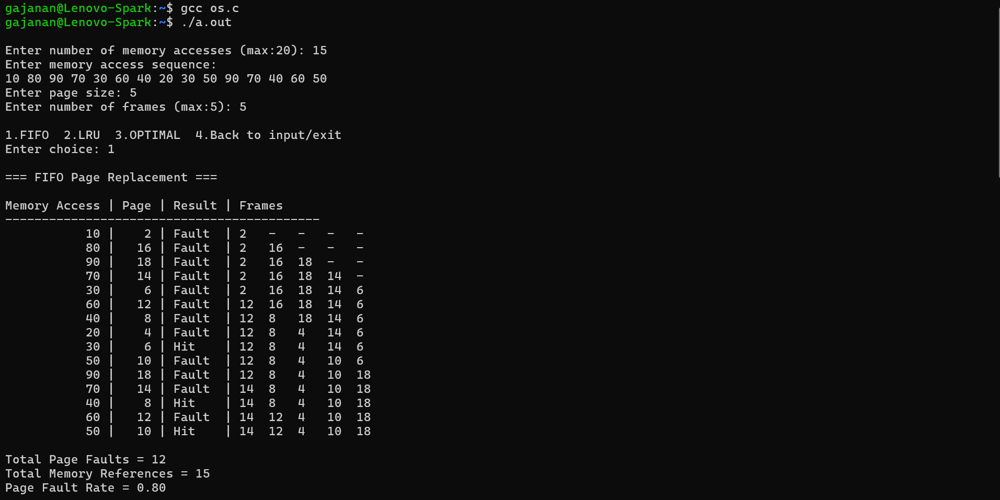 gajanan@Lenovo-Spark:~$ gcc os.c
gajanan@Lenovo-Spark:~$ ./a.out

Enter number of memory accesses (max:20): 15
Enter memory access sequence:
10 80 90 70 30 60 40 20 30 50 90 70 40 60 50
Enter page size: 5
Enter number of frames (max:5): 5

1.FIFO  2.LRU  3.OPTIMAL  4.Back to input/exit
Enter choice: 1

=== FIFO Page Replacement ===

Memory Access | Page | Result | Frames
-------------------------------------------
           10 |    2 | Fault  | 2   -   -   -   -
           80 |   16 | Fault  | 2   16  -   -   -
           90 |   18 | Fault  | 2   16  18  -   -
           70 |   14 | Fault  | 2   16  18  14  -
           30 |    6 | Fault  | 2   16  18  14  6
           60 |   12 | Fault  | 12  16  18  14  6
           40 |    8 | Fault  | 12  8   18  14  6
           20 |    4 | Fault  | 12  8   4   14  6
           30 |    6 | Hit    | 12  8   4   14  6
           50 |   10 | Fault  | 12  8   4   10  6
           90 |   18 | Fault  | 12  8   4   10  18
           70 |   14 | Fault  | 14  8   4   10  18
           40 |    8 | Hit    | 14  8   4   10  18
           60 |   12 | Fault  | 14  12  4   10  18
           50 |   10 | Hit    | 14  12  4   10  18

Total Page Faults = 12
Total Memory References = 15
Page Fault Rate = 0.80